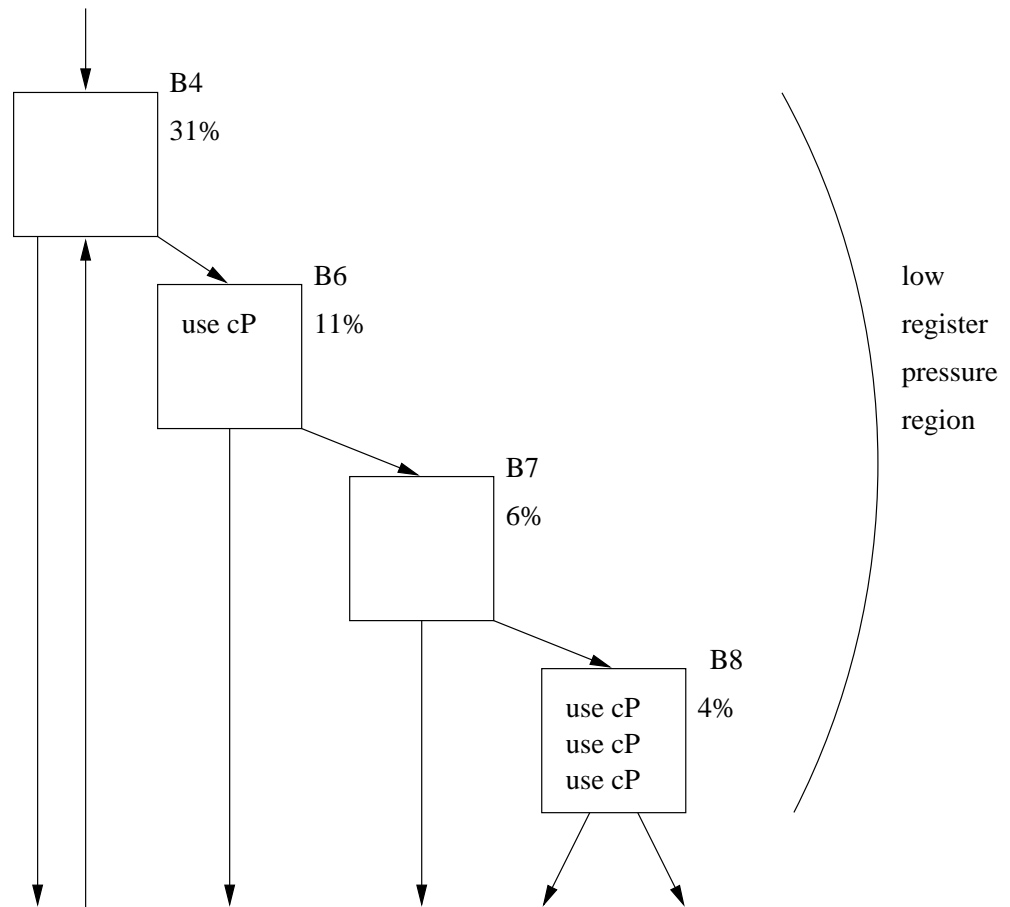 B4
31%
B6
use cP
11%
low
register
pressure
region
B7
6%
B8
use cP
4%
use cP
use cP